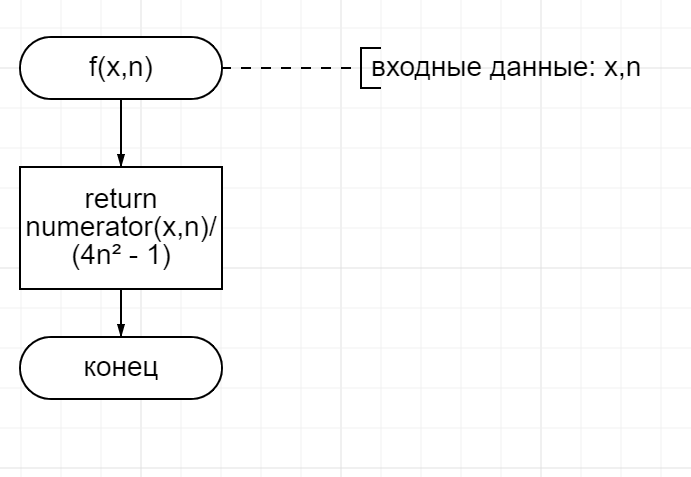 f(x,n)
входные данные: x,n
return
numerator(x,n)/
(4n² - 1)
конец